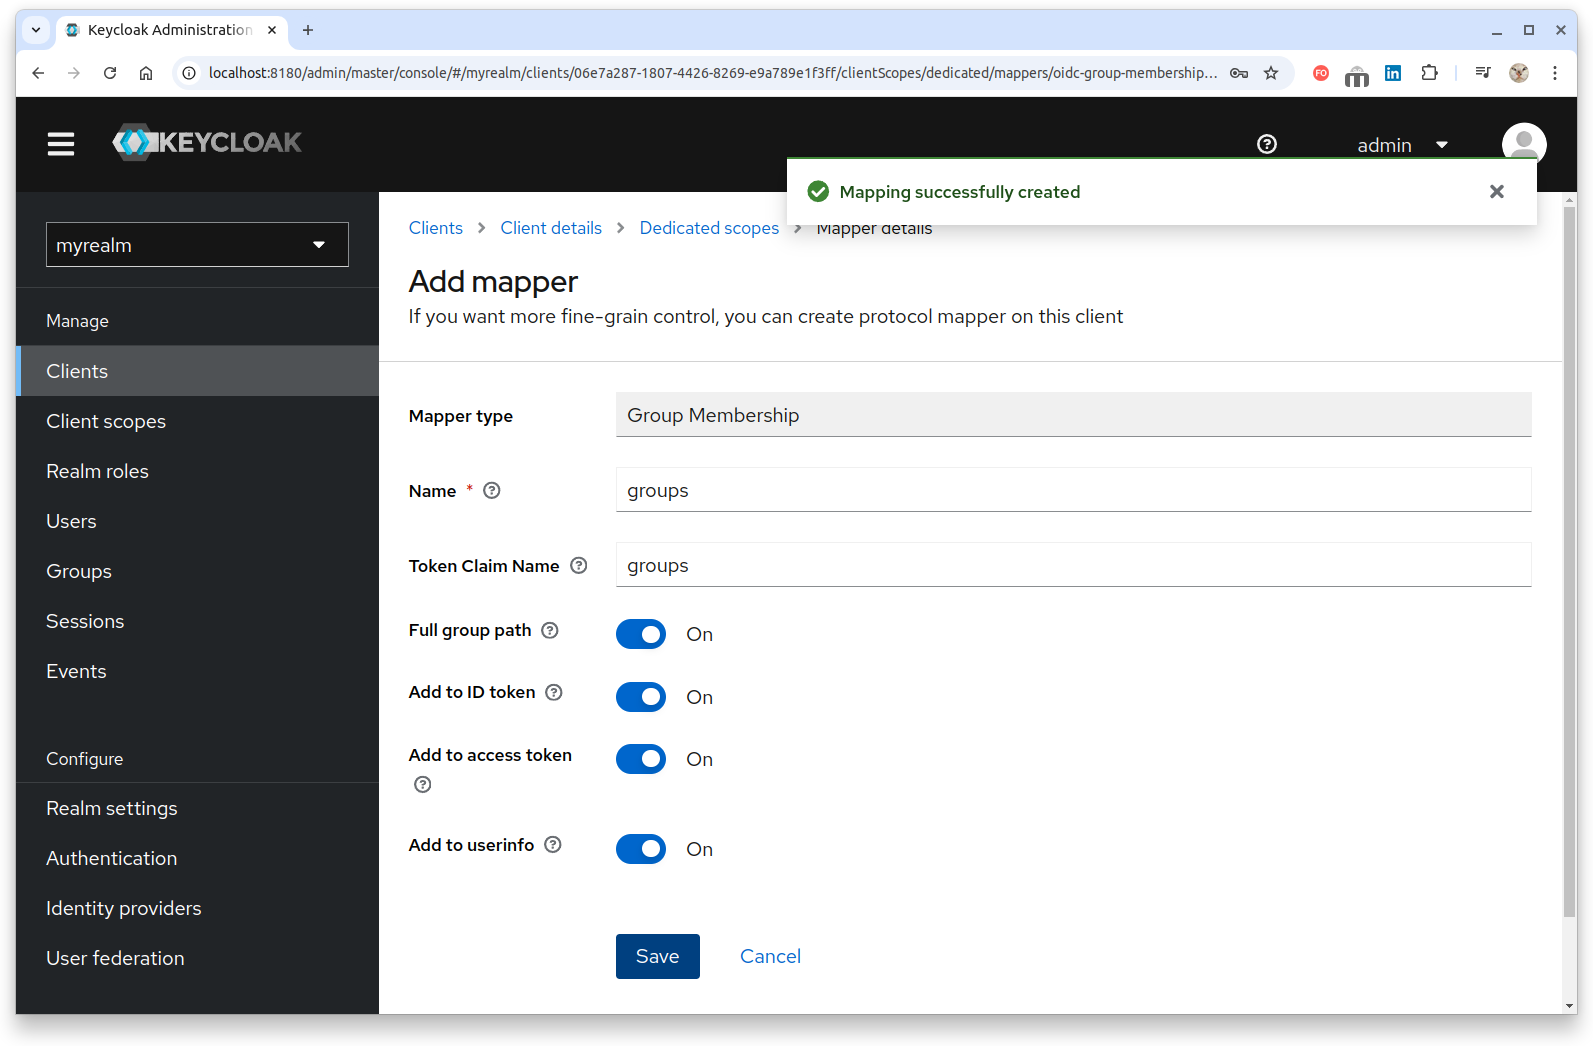 Keycloak Administration
localhost:8180/admin/master/console/#/myrealm/clients/06e7a287-1807-4426-8269-e9a789e1f3ff/clientScopes/dedicated/mappers/oidc-group-membership...
FO
in
KEYCLOAK
admin
Mapping successfully created
myrealm
Clients
Client details
Dedicated scopes
Mapper details
Add mapper
If you want more fine-grain control, you can create protocol mapper on this client
Manage
Clients
Client scopes
Realm roles
Users
Groups
Sessions
Events
Configure
Realm settings
Authentication
Identity providers
User federation
Mapper type
Group Membership
Name *
groups
Token Claim Name
groups
Full group path
On
Add to ID token
On
Add to access token
On
Add to userinfo
On
Save
Cancel